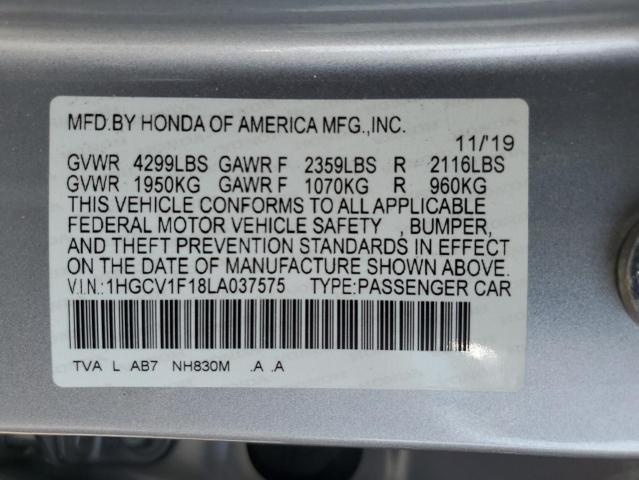 MFD.BY HONDA OF AMERICA MFG.,INC.
11/'19
GVWR 4299LBS GAWR F 2359LBS R 2116LBS
GVWR 1950KG GAWR F 1070KG R 960KG
THIS VEHICLE CONFORMS TO ALL APPLICABLE
FEDERAL MOTOR VEHICLE SAFETY , BUMPER,
AND THEFT PREVENTION STANDARDS IN EFFECT
ON THE DATE OF MANUFACTURE SHOWN ABOVE.
V.I.N.:1HGCV1F18LA037575 TYPE:PASSENGER CAR
TVA L AB7 NH830M .A .A